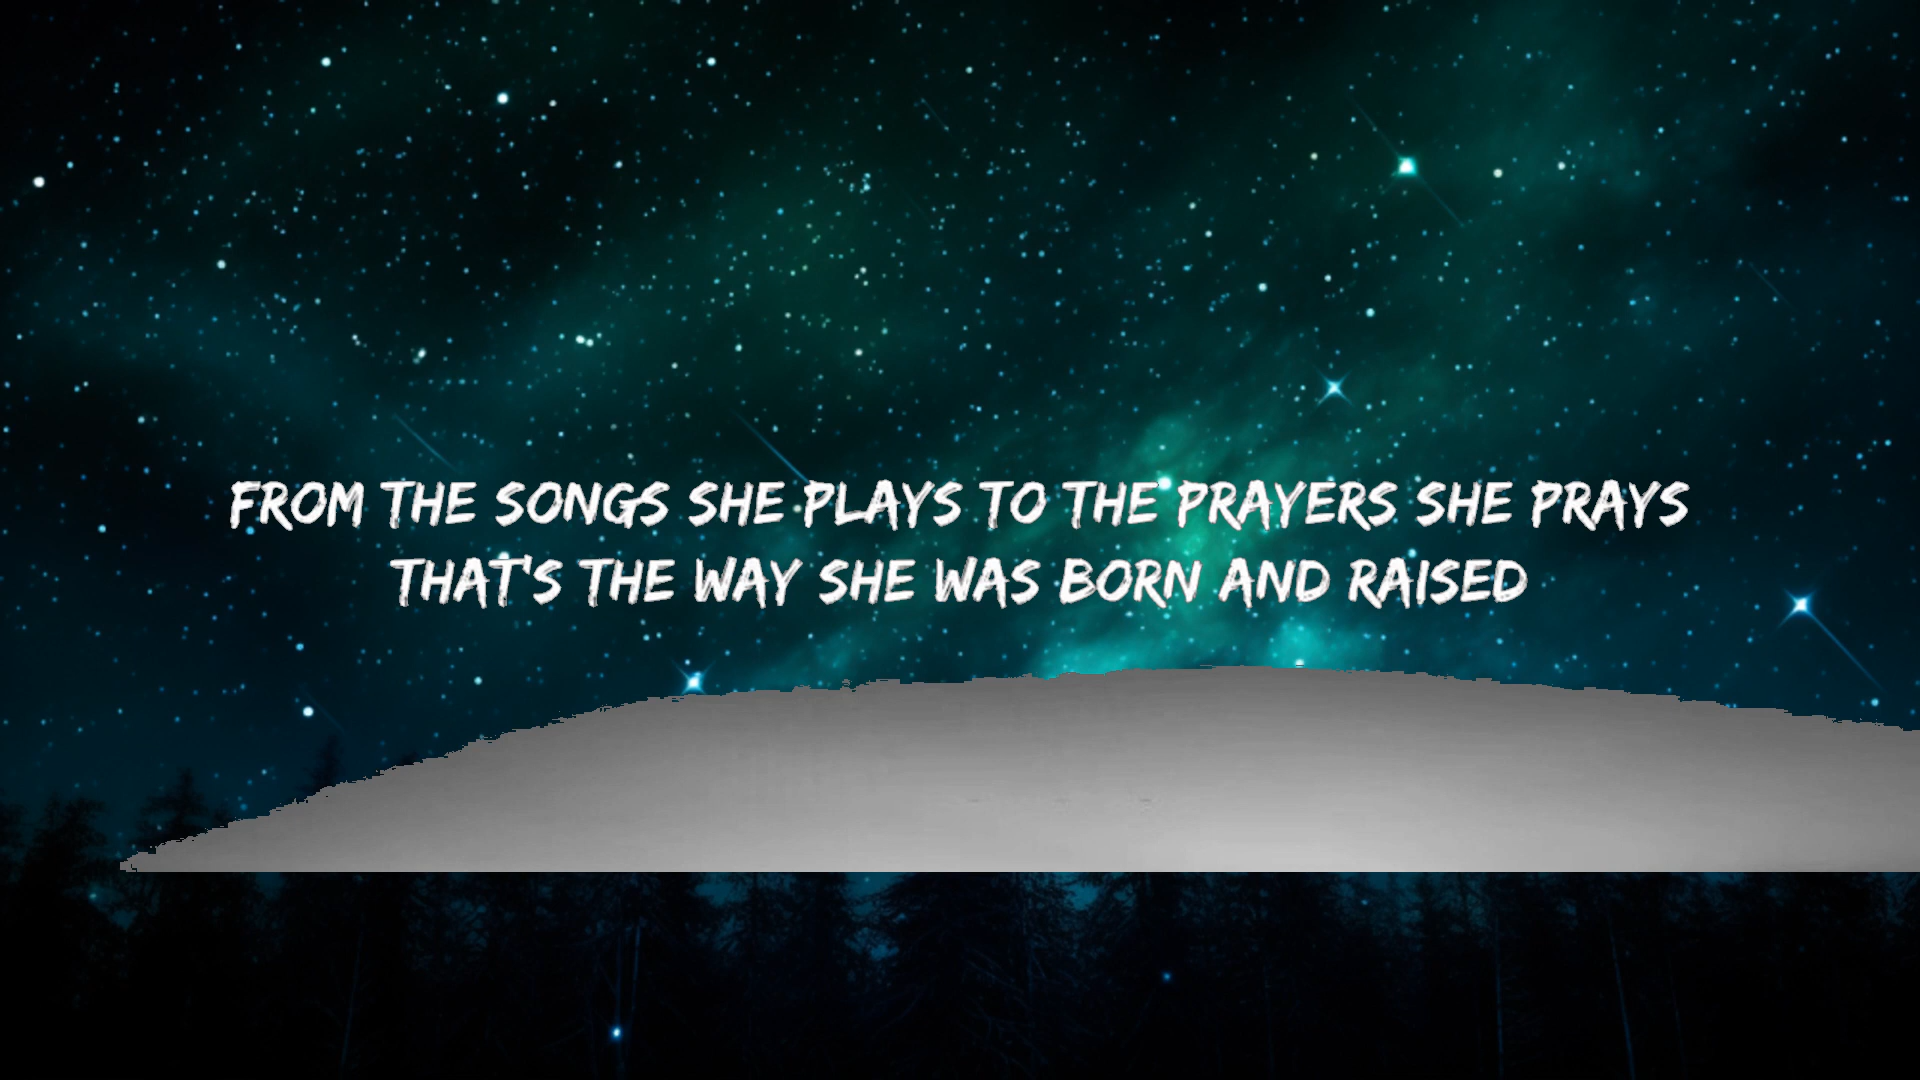 FROM THE SONGS SHE PLAYS TO THE PRAYERS SHE PRAYS
THAT'S THE WAY SHE WAS BORN AND RAISED